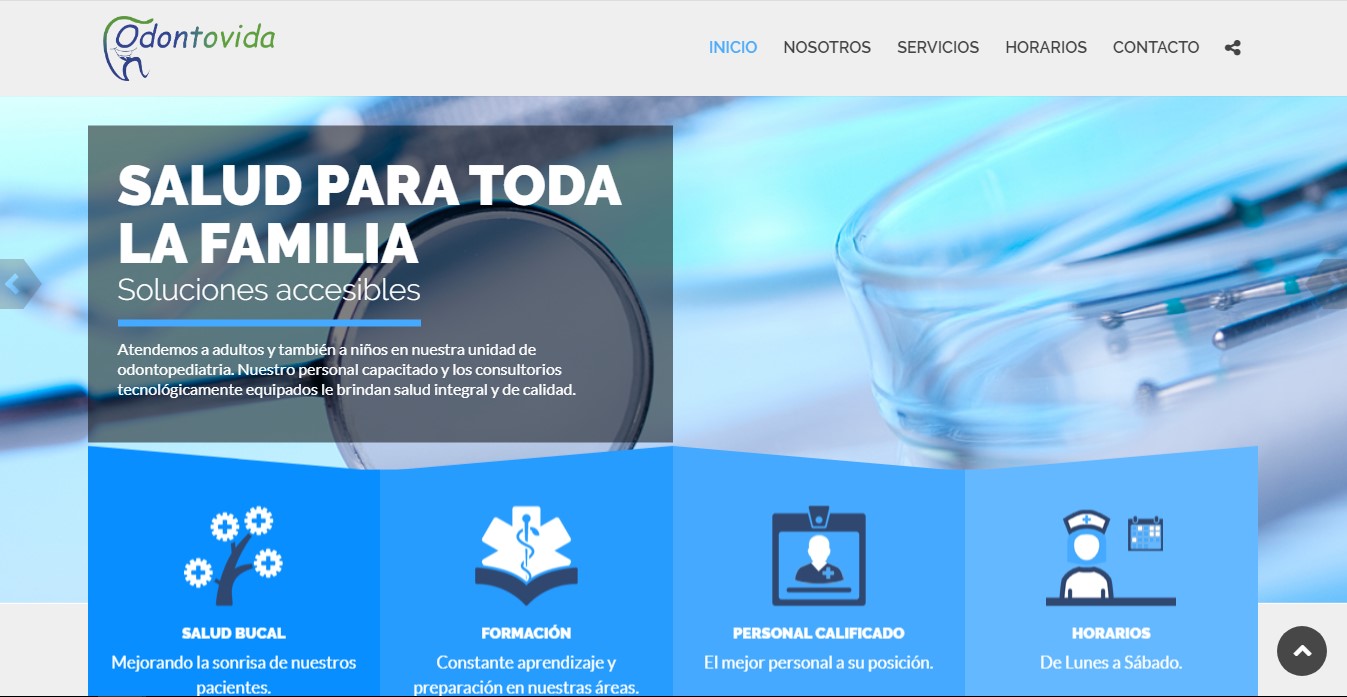 Odontovida
INICIO NOSOTROS SERVICIOS HORARIOS CONTACTO
SALUD PARA TODA
LA FAMILIA
Soluciones accesibles
Atendemos a adultos y también a niños en nuestra unidad de
odontopediatria. Nuestro personal capacitado y los consultorios
tecnológicamente equipados le brindan salud integral y de calidad.
SALUD BUCAL
Mejorando la sonrisa de nuestros
pacientes.
FORMACIÓN
Constante aprendizaje y
preparación en nuestras áreas.
PERSONAL CALIFICADO
El mejor personal a su posición.
HORARIOS
De Lunes a Sábado.